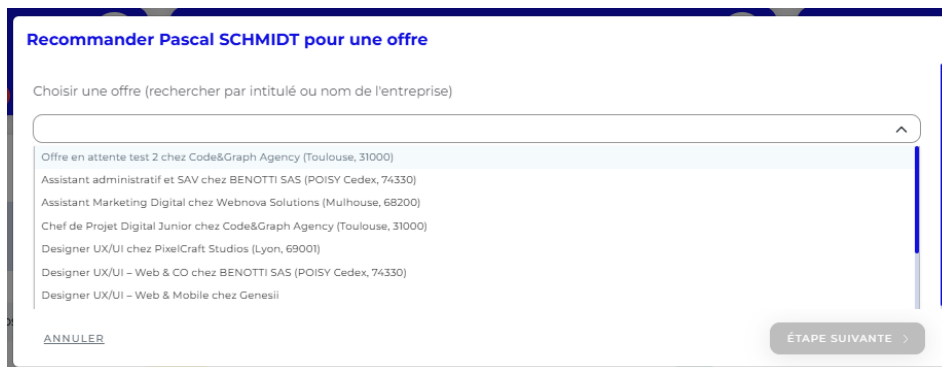 Recommander Pascal SCHMIDT pour une offre
Choisir une offre (rechercher par intitulé ou nom de l'entreprise)
Offre en attente test 2 chez Code&Graph Agency (Toulouse, 31000)
Assistant administratif et SAV chez BENOTTI SAS (POISY Cedex, 74330)
Assistant Marketing Digital chez Webnova Solutions (Mulhouse, 68200)
Chef de Projet Digital Junior chez Code&Graph Agency (Toulouse, 31000)
Designer UX/UI chez PixelCraft Studios (Lyon, 69001)
Designer UX/UI – Web & CO chez BENOTTI SAS (POISY Cedex, 74330)
Designer UX/UI – Web & Mobile chez Genesii
ANNULER
ÉTAPE SUIVANTE